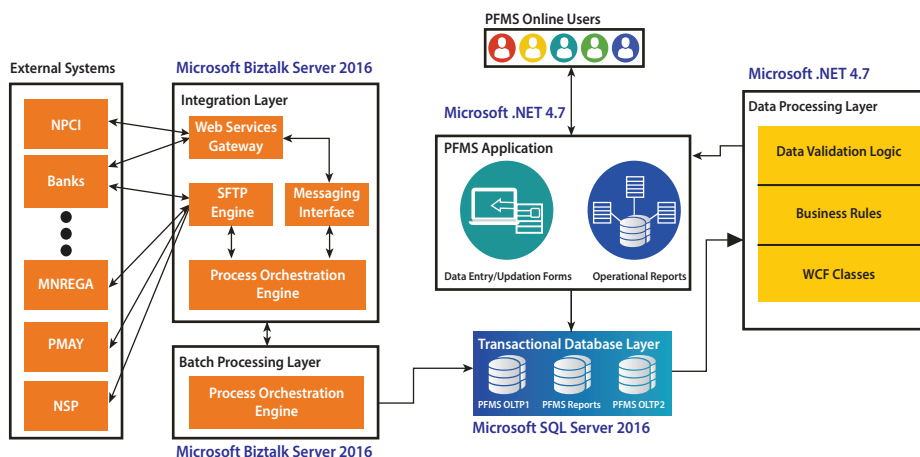 PFMS Online Users
External Systems
NPCI
Banks
MNREGA
PMAY
NSP
Microsoft Biztalk Server 2016
Integration Layer
Web Services
Gateway
SFTP
Engine
Messaging
Interface
Process Orchestration
Engine
Batch Processing Layer
Process Orchestration
Engine
Microsoft Biztalk Server 2016
Microsoft .NET 4.7
PFMS Application
Data Entry/Updation Forms
Operational Reports
Transactional Database Layer
PFMS OLTP1
PFMS Reports
PFMS OLTP2
Microsoft SQL Server 2016
Microsoft .NET 4.7
Data Processing Layer
Data Validation Logic
Business Rules
WCF Classes